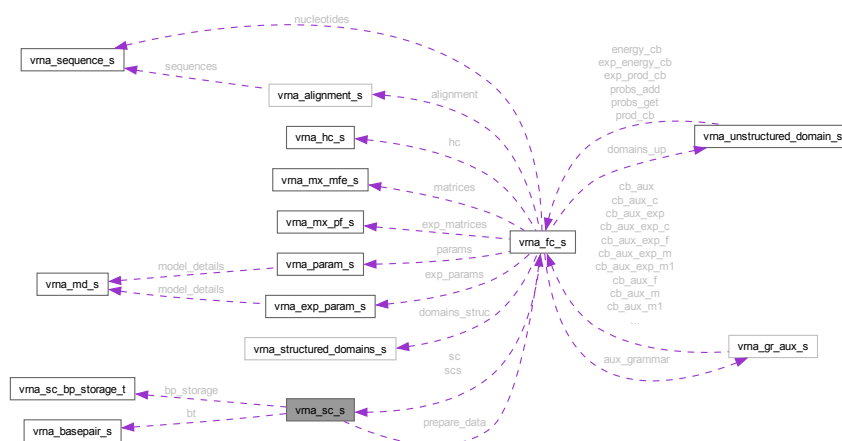 nucleotides
vrna_sequence_s
sequences
vrna_alignment_s
alignment
energy_cb
exp_energy_cb
exp_prod_cb
probs_add
probs_get
prod_cb
vrna_unstructured_domain_s
domains_up
vrna_hc_s
hc
vrna_mx_mfe_s
matrices
vrna_mx_pf_s
exp_matrices
vrna_fc_s
cb_aux
cb_aux_c
cb_aux_exp
cb_aux_exp_c
cb_aux_exp_f
cb_aux_exp_m
cb_aux_exp_m1
cb_aux_f
cb_aux_m
cb_aux_m1
...
params
vrna_param_s
model_details
vrna_md_s
model_details
exp_params
vrna_exp_param_s
domains_struc
vrna_structured_domains_s
vrna_gr_aux_s
aux_grammar
sc
scs
vrna_sc_bp_storage_t
bp_storage
vrna_sc_s
bt
prepare_data
vrna_basepair_s